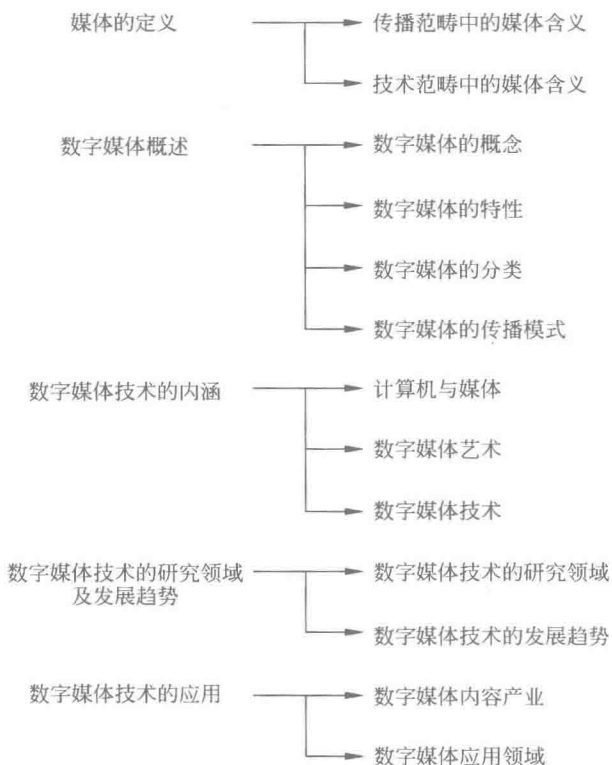 媒体的定义
传播范畴中的媒体含义
技术范畴中的媒体含义
数字媒体概述
数字媒体的概念
数字媒体的特性
数字媒体的分类
数字媒体的传播模式
数字媒体技术的内涵
计算机与媒体
数字媒体艺术
数字媒体技术
数字媒体技术的研究领域
及发展趋势
数字媒体技术的研究领域
数字媒体技术的发展趋势
数字媒体技术的应用
数字媒体内容产业
数字媒体应用领域